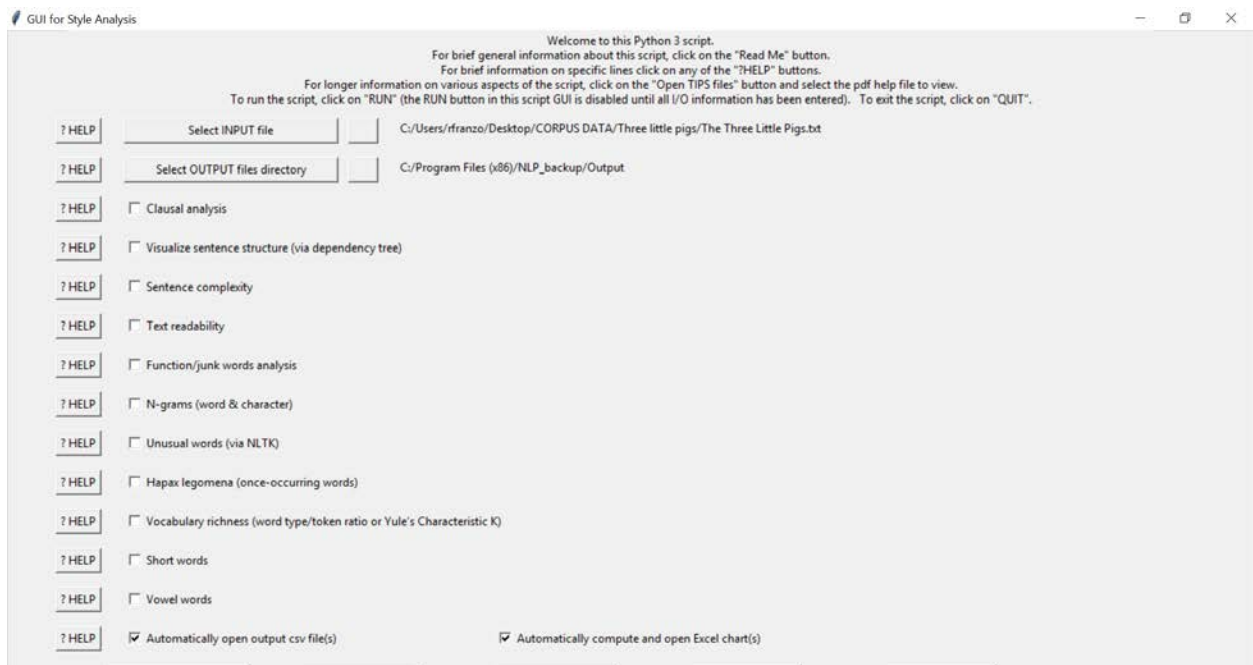 GUI for Style Analysis
Welcome to this Python 3 script.
For brief general information about this script, click on the "Read Me" button.
For brief information on specific lines click on any of the "?HELP" buttons.
For longer information on various aspects of the script, click on the "Open TIPS files" button and select the pdf help file to view.
To run the script, click on "RUN" (the RUN button in this script GUI is disabled until all I/O information has been entered). To exit the script, click on "QUIT".
? HELP Select INPUT file C:/Users/rfranzo/Desktop/CORPUS DATA/Three little pigs/The Three Little Pigs.txt
? HELP Select OUTPUT files directory C:/Program Files (x86)/NLP_backup/Output
? HELP Clausal analysis
? HELP Visualize sentence structure (via dependency tree)
? HELP Sentence complexity
? HELP Text readability
? HELP Function/junk words analysis
? HELP N-grams (word & character)
? HELP Unusual words (via NLTK)
? HELP Hapax legomena (once-occurring words)
? HELP Vocabulary richness (word type/token ratio or Yule's Characteristic K)
? HELP Short words
? HELP Vowel words
? HELP Automatically open output csv file(s) Automatically compute and open Excel chart(s)